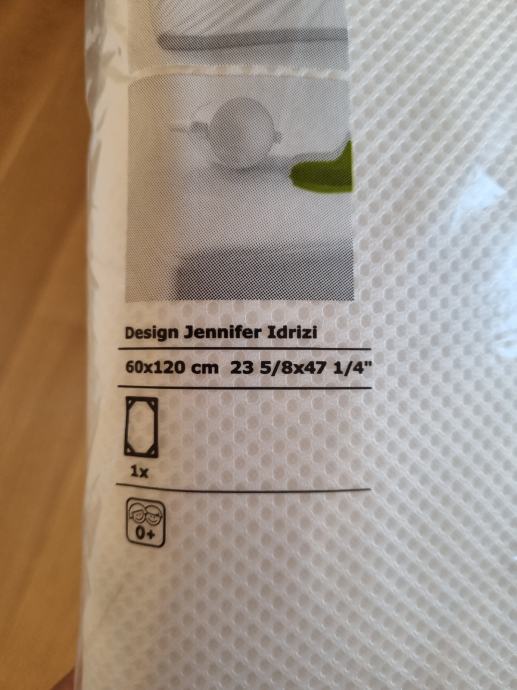 Design Jennifer Idrizi
60x120 cm 23 5/8x47 1/4"
1x
0+